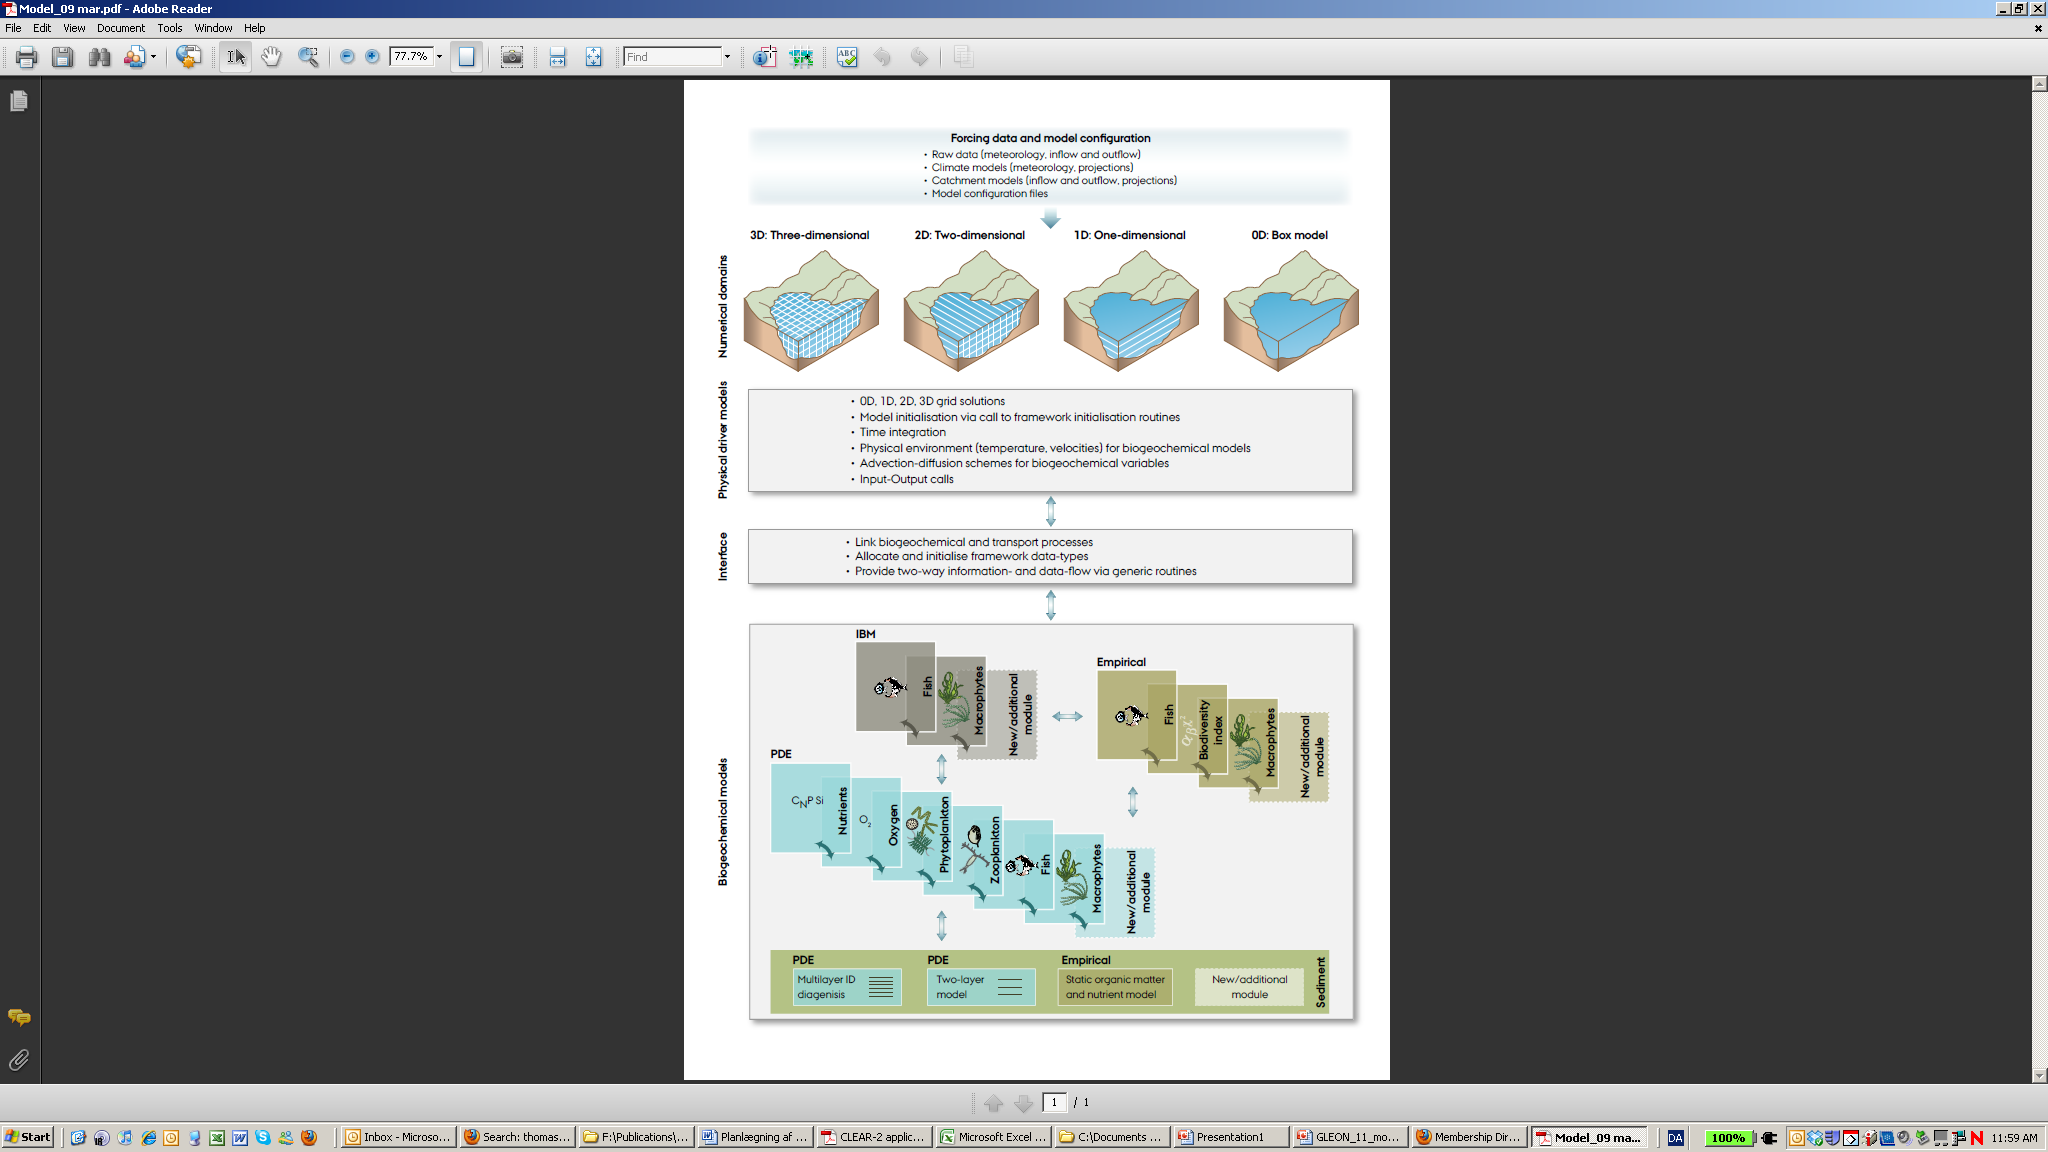 Model_09 mar.pdf - Adobe Reader
File Edit View Document Tools Window Help
77.7% Find
Forcing data and model configuration
• Raw data (meteorology, inflow and outflow)
• Climate models (meteorology, projections)
• Catchment models (inflow and outflow, projections)
• Model configuration files
3D: Three-dimensional 2D: Two-dimensional 1D: One-dimensional 0D: Box model
Numerical domains
Physical driver models
• 0D, 1D, 2D, 3D grid solutions
• Model initialisation via call to framework initialisation routines
• Time integration
• Physical environment (temperature, velocities) for biogeochemical models
• Advection-diffusion schemes for biogeochemical variables
• Input-Output calls
Interface
• Link biogeochemical and transport processes
• Allocate and initialise framework data-types
• Provide two-way information- and data-flow via generic routines
Biogeochemical models
IBM
Fish
Macrophytes
New/additional
module
Empirical
Fish
Biodiversity
index
Macrophytes
New/additional
module
PDE
C N P Si
Nutrients
O2
Oxygen
Phytoplankton
Zooplankton
Fish
Macrophytes
New/additional
module
PDE PDE Empirical
Multilayer ID
diagenisis
Two-layer
model
Static organic matter
and nutrient model
New/additional
module
Sediment
1 / 1
Start Inbox - Microso... Search: thomas... F:\Publications\... Planlægning af ... CLEAR-2 applic... Microsoft Excel ... C:\Documents ... Presentation1 GLEON_11_mo... Membership Dir... Model_09 ma... DA 100% 11:59 AM